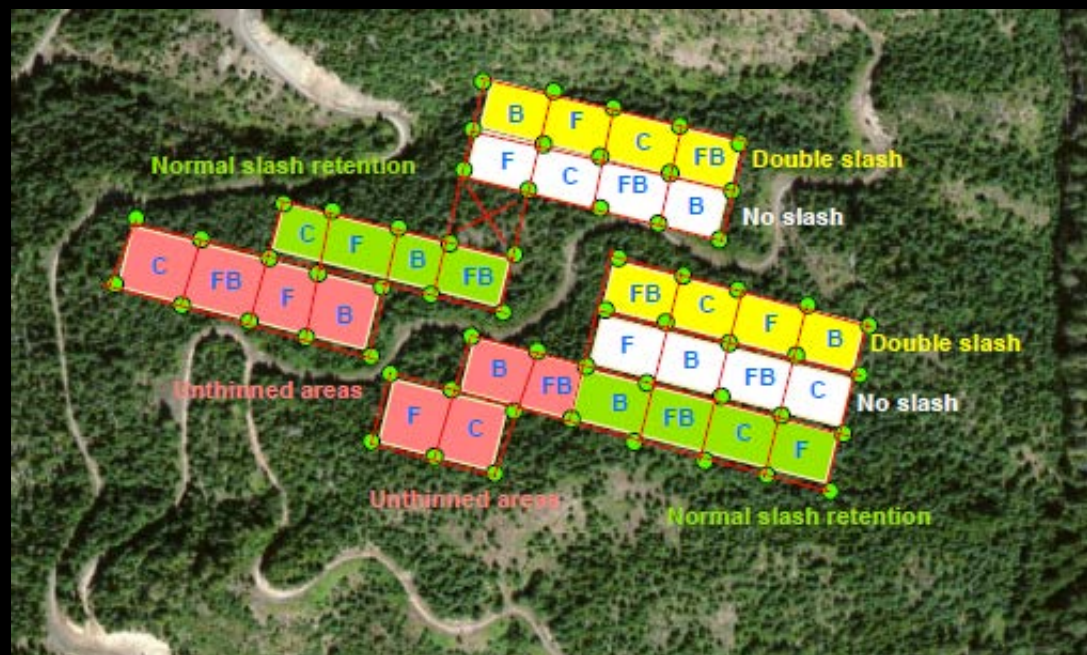 B F C FB
Double slash
F C FB B
No slash
Normal slash retention
C F B FB
C FB F B
Unthinned areas
FB C F B
Double slash
F B FB C
No slash
B FB
B FB C F
F C
Unthinned areas
Normal slash retention